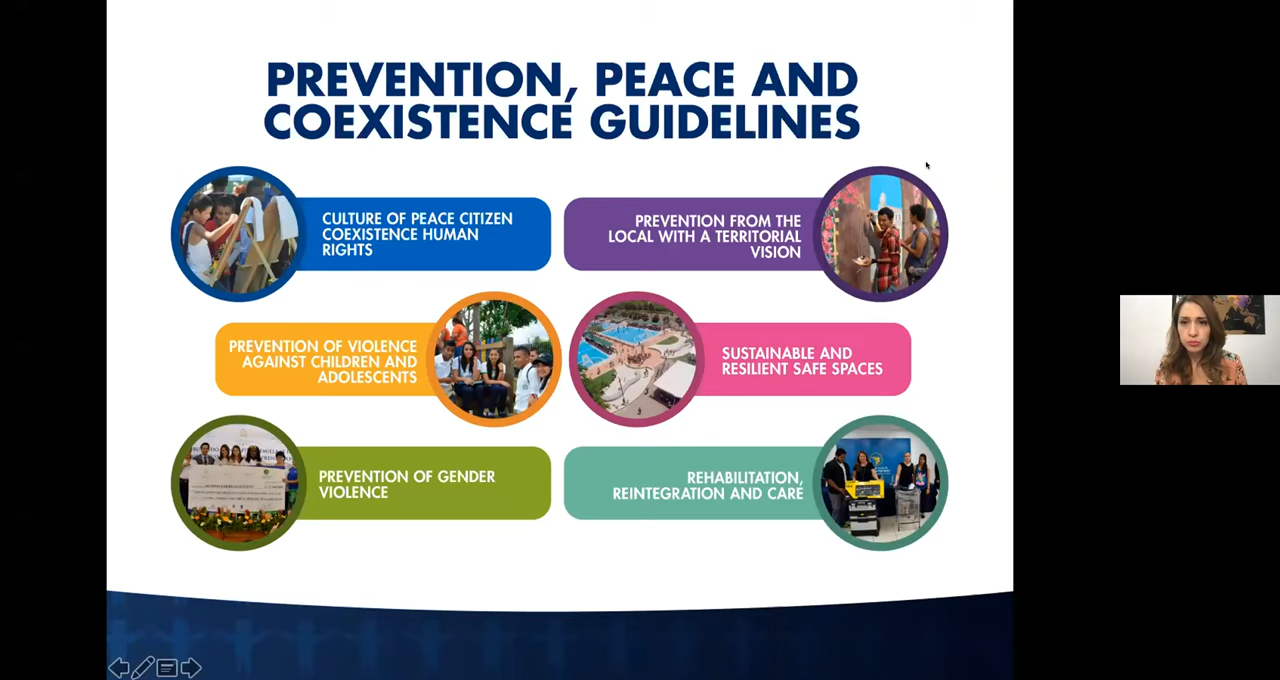 PREVENTION, PEACE AND
COEXISTENCE GUIDELINES
CULTURE OF PEACE CITIZEN
COEXISTENCE HUMAN
RIGHTS
PREVENTION FROM THE
LOCAL WITH A TERRITORIAL
VISION
PREVENTION OF VIOLENCE
AGAINST CHILDREN AND
ADOLESCENTS
SUSTAINABLE AND
RESILIENT SAFE SPACES
PREVENTION OF GENDER
VIOLENCE
REHABILITATION,
REINTEGRATION AND CARE